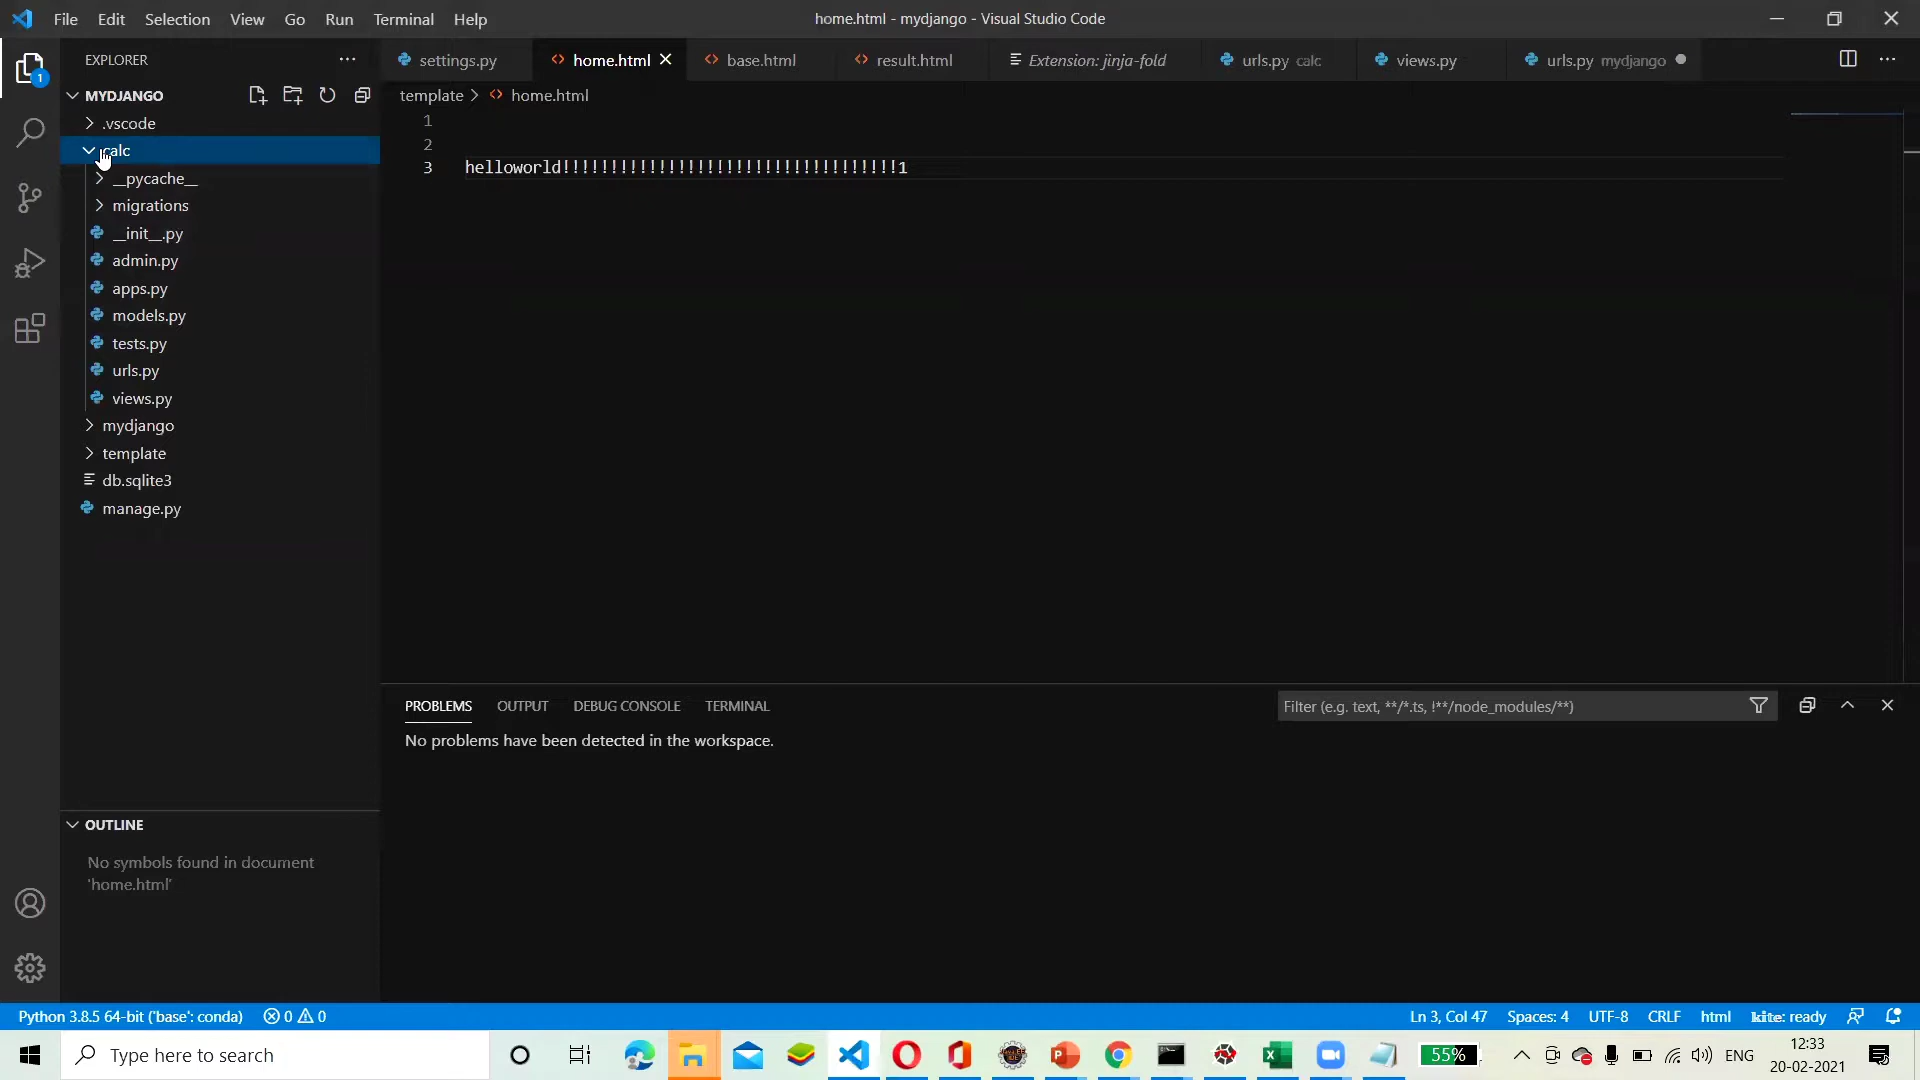 File Edit Selection View Go Run Terminal Help
home.html - mydjango - Visual Studio Code
EXPLORER
settings.py
home.html
base.html
result.html
Extension: jinja-fold
urls.py calc
views.py
urls.py mydjango
1
MYDJANGO
template > home.html
.vscode
calc
__pycache__
migrations
__init__.py
admin.py
apps.py
models.py
tests.py
urls.py
views.py
mydjango
template
db.sqlite3
manage.py
1
2
3 helloworld!!!!!!!!!!!!!!!!!!!!!!!!!!!!!!!!!!!1
PROBLEMS OUTPUT DEBUG CONSOLE TERMINAL
Filter (e.g. text, **/*.ts, !**/node_modules/**)
No problems have been detected in the workspace.
OUTLINE
No symbols found in document
'home.html'
Python 3.8.5 64-bit ('base': conda) 0 0
Ln 3, Col 47 Spaces: 4 UTF-8 CRLF html kite: ready
Type here to search
55%
ENG
12:33
20-02-2021